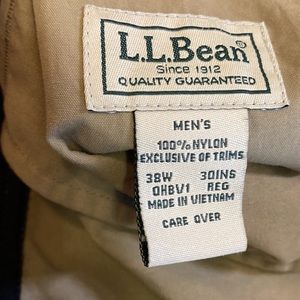 L.L.Bean®
Since 1912
QUALITY GUARANTEED
MEN'S
100% NYLON
EXCLUSIVE OF TRIMS
38W 30INS
0HBV1 REG
MADE IN VIETNAM
CARE OVER